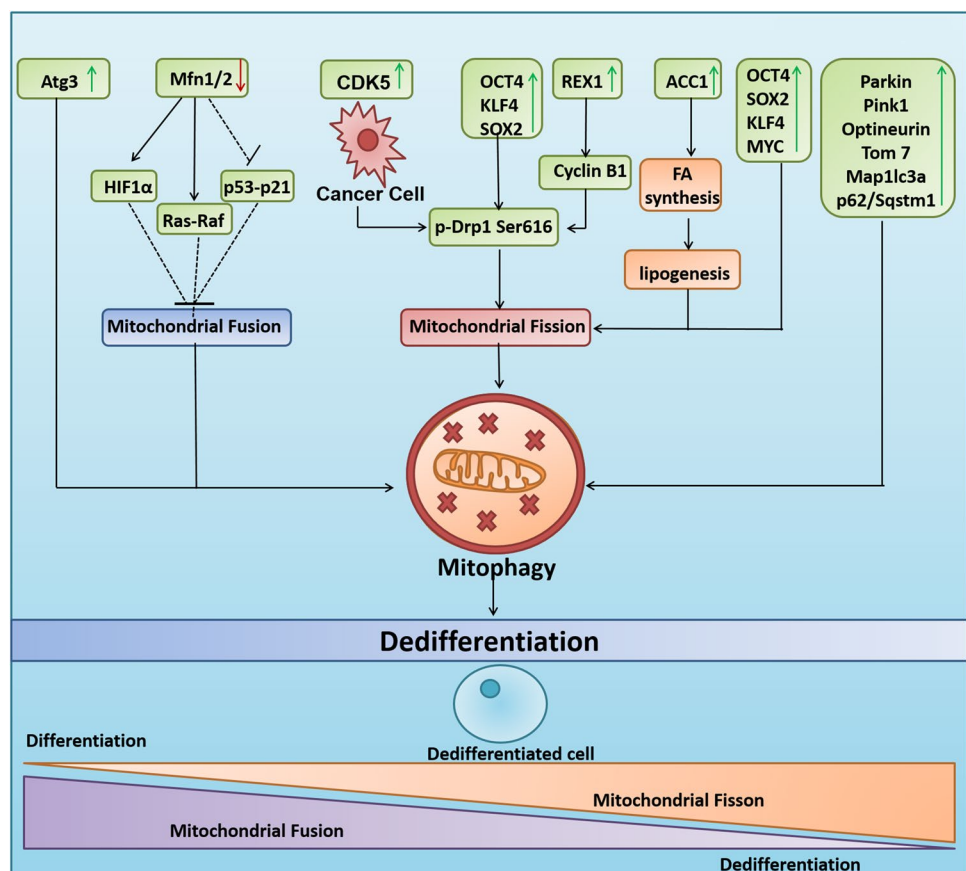 Atg3
Mfn1/2
CDK5
OCT4
KLF4
SOX2
REX1
ACC1
OCT4
SOX2
KLF4
MYC
Parkin
Pink1
Optineurin
Tom 7
Map1lc3a
p62/Sqstm1
HIF1α
Ras-Raf
p53-p21
Cancer Cell
Cyclin B1
FA
synthesis
p-Drp1 Ser616
lipogenesis
Mitochondrial Fusion
Mitochondrial Fission
Mitophagy
Dedifferentiation
Dedifferentiated cell
Differentiation
Mitochondrial Fisson
Mitochondrial Fusion
Dedifferentiation